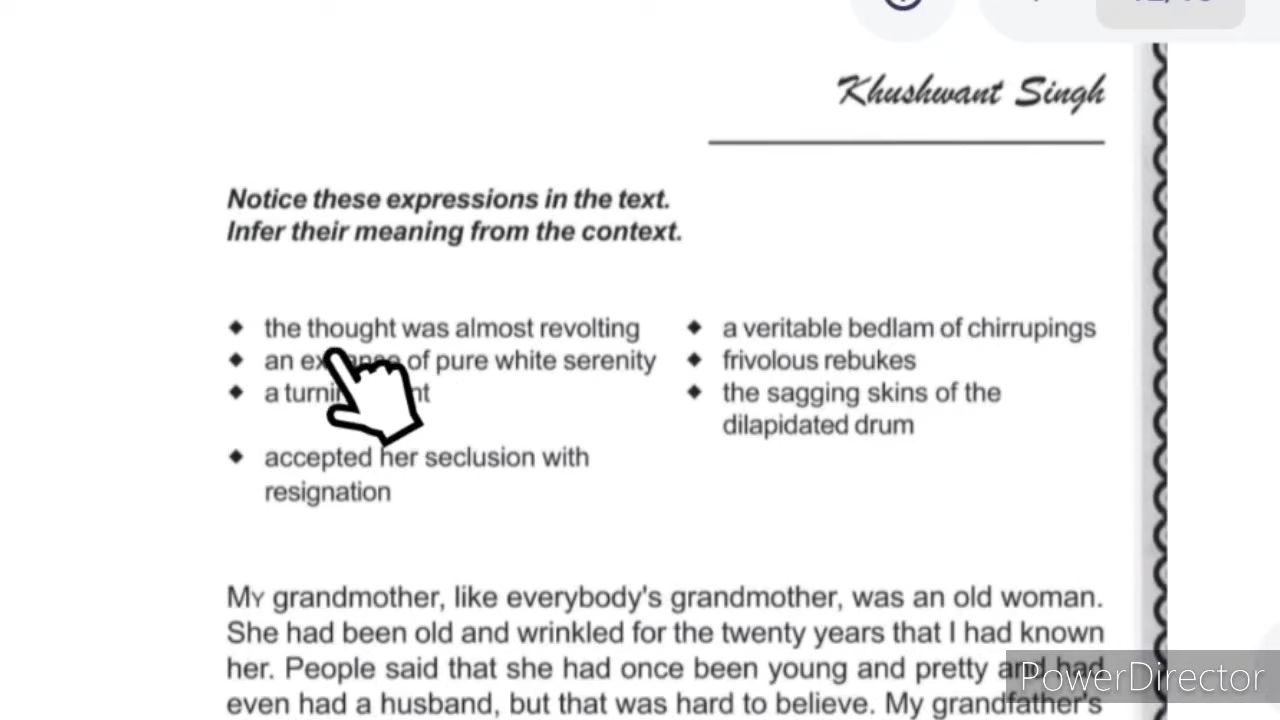 Khushwant Singh
Notice these expressions in the text.
Infer their meaning from the context.
◆ the thought was almost revolting
◆ an of pure white serenity
◆ a
◆ accepted her seclusion with
resignation
◆ a veritable bedlam of chirrupings
◆ frivolous rebukes
◆ the sagging skins of the
dilapidated drum
My grandmother, like everybody's grandmother, was an old woman.
She had been old and wrinkled for the twenty years that I had known
her. People said that she had once been young and pretty and had
even had a husband, but that was hard to believe. My grandfather's
PowerDirector